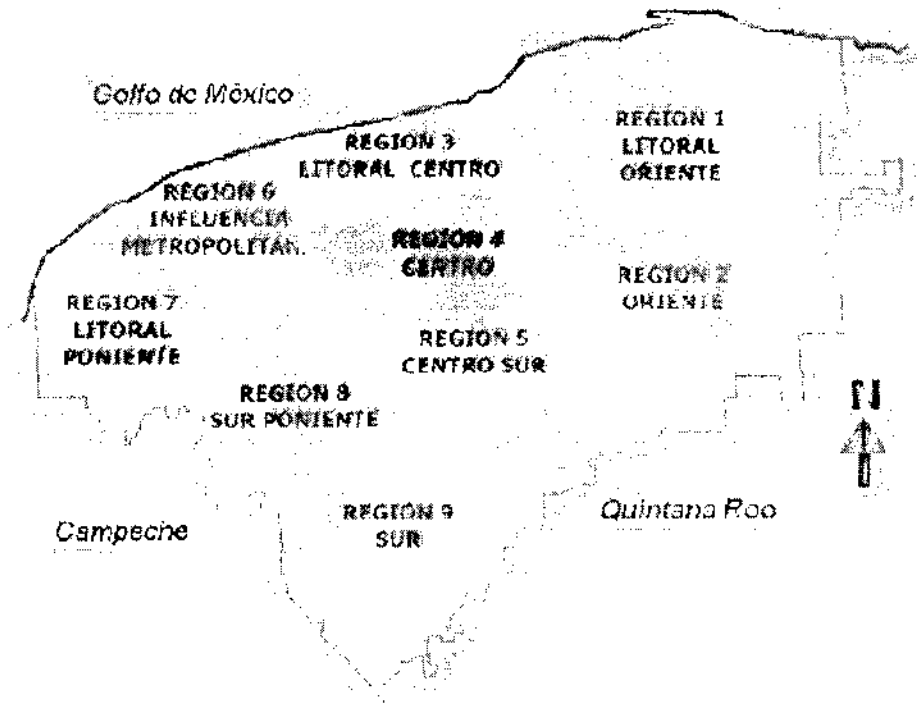 Golfo de México
REGION 1
LITORAL
ORIENTE
REGION 3
LITORAL CENTRO
REGION 6
INFLUENCIA
METROPOLITAN.
REGION 4
CENTRO
REGION 2
ORIENTE
REGION 7
LITORAL
PONIENTE
REGION 5
CENTRO SUR
REGION 8
SUR PONIENTE
N
Campeche
REGION 9
SUR
Quintana Roo